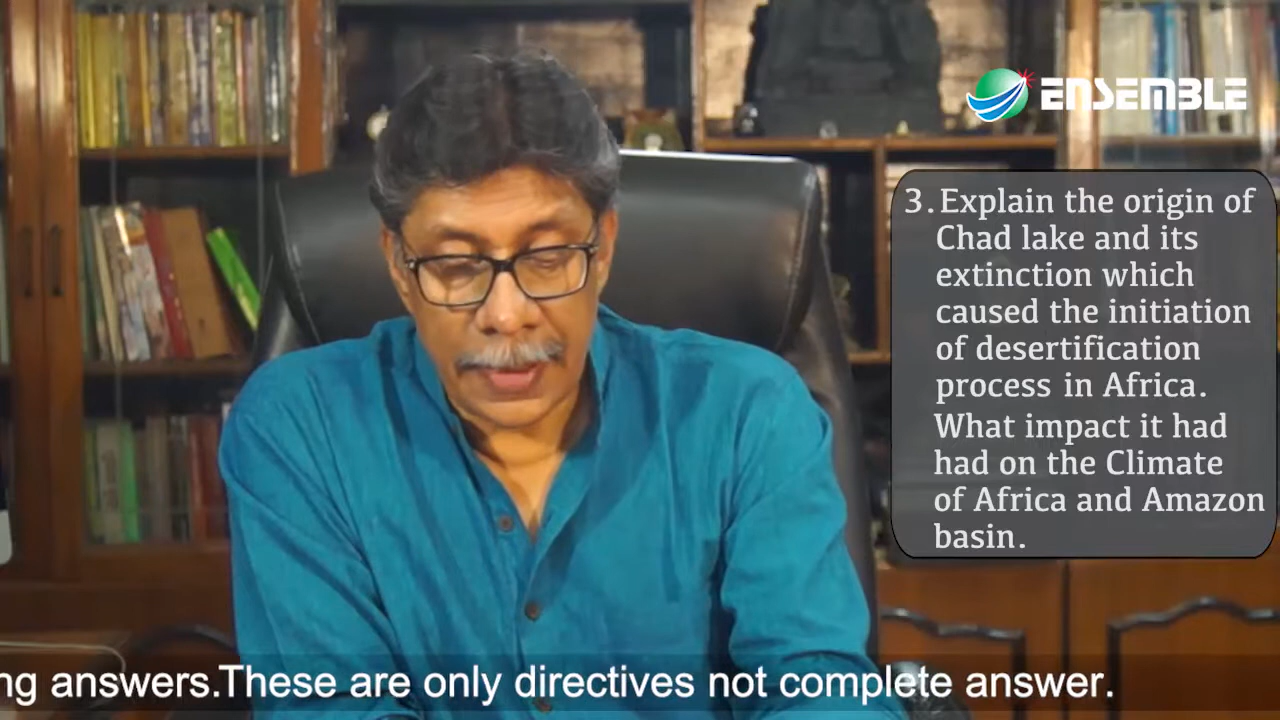 ENSEMBLE
3. Explain the origin of
Chad lake and its
extinction which
caused the initiation
of desertification
process in Africa.
What impact it had
had on the Climate
of Africa and Amazon
basin.
ng answers.These are only directives not complete answer.